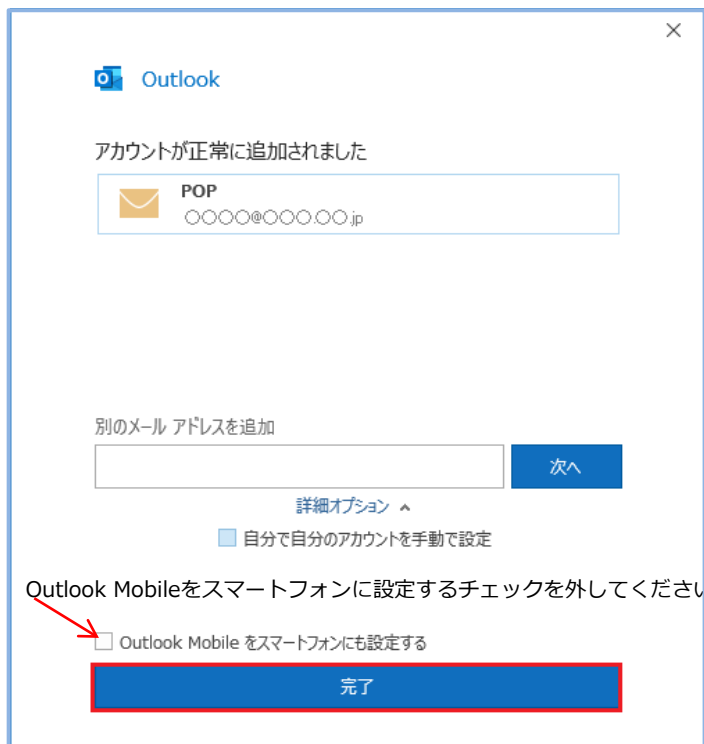 Outlook
アカウントが正常に追加されました
POP
○○○○@○○○.○○.jp
別のメール アドレスを追加
次へ
詳細オプション
自分で自分のアカウントを手動で設定
Outlook Mobileをスマートフォンに設定するチェックを外してくださ
Outlook Mobile をスマートフォンにも設定する
完了